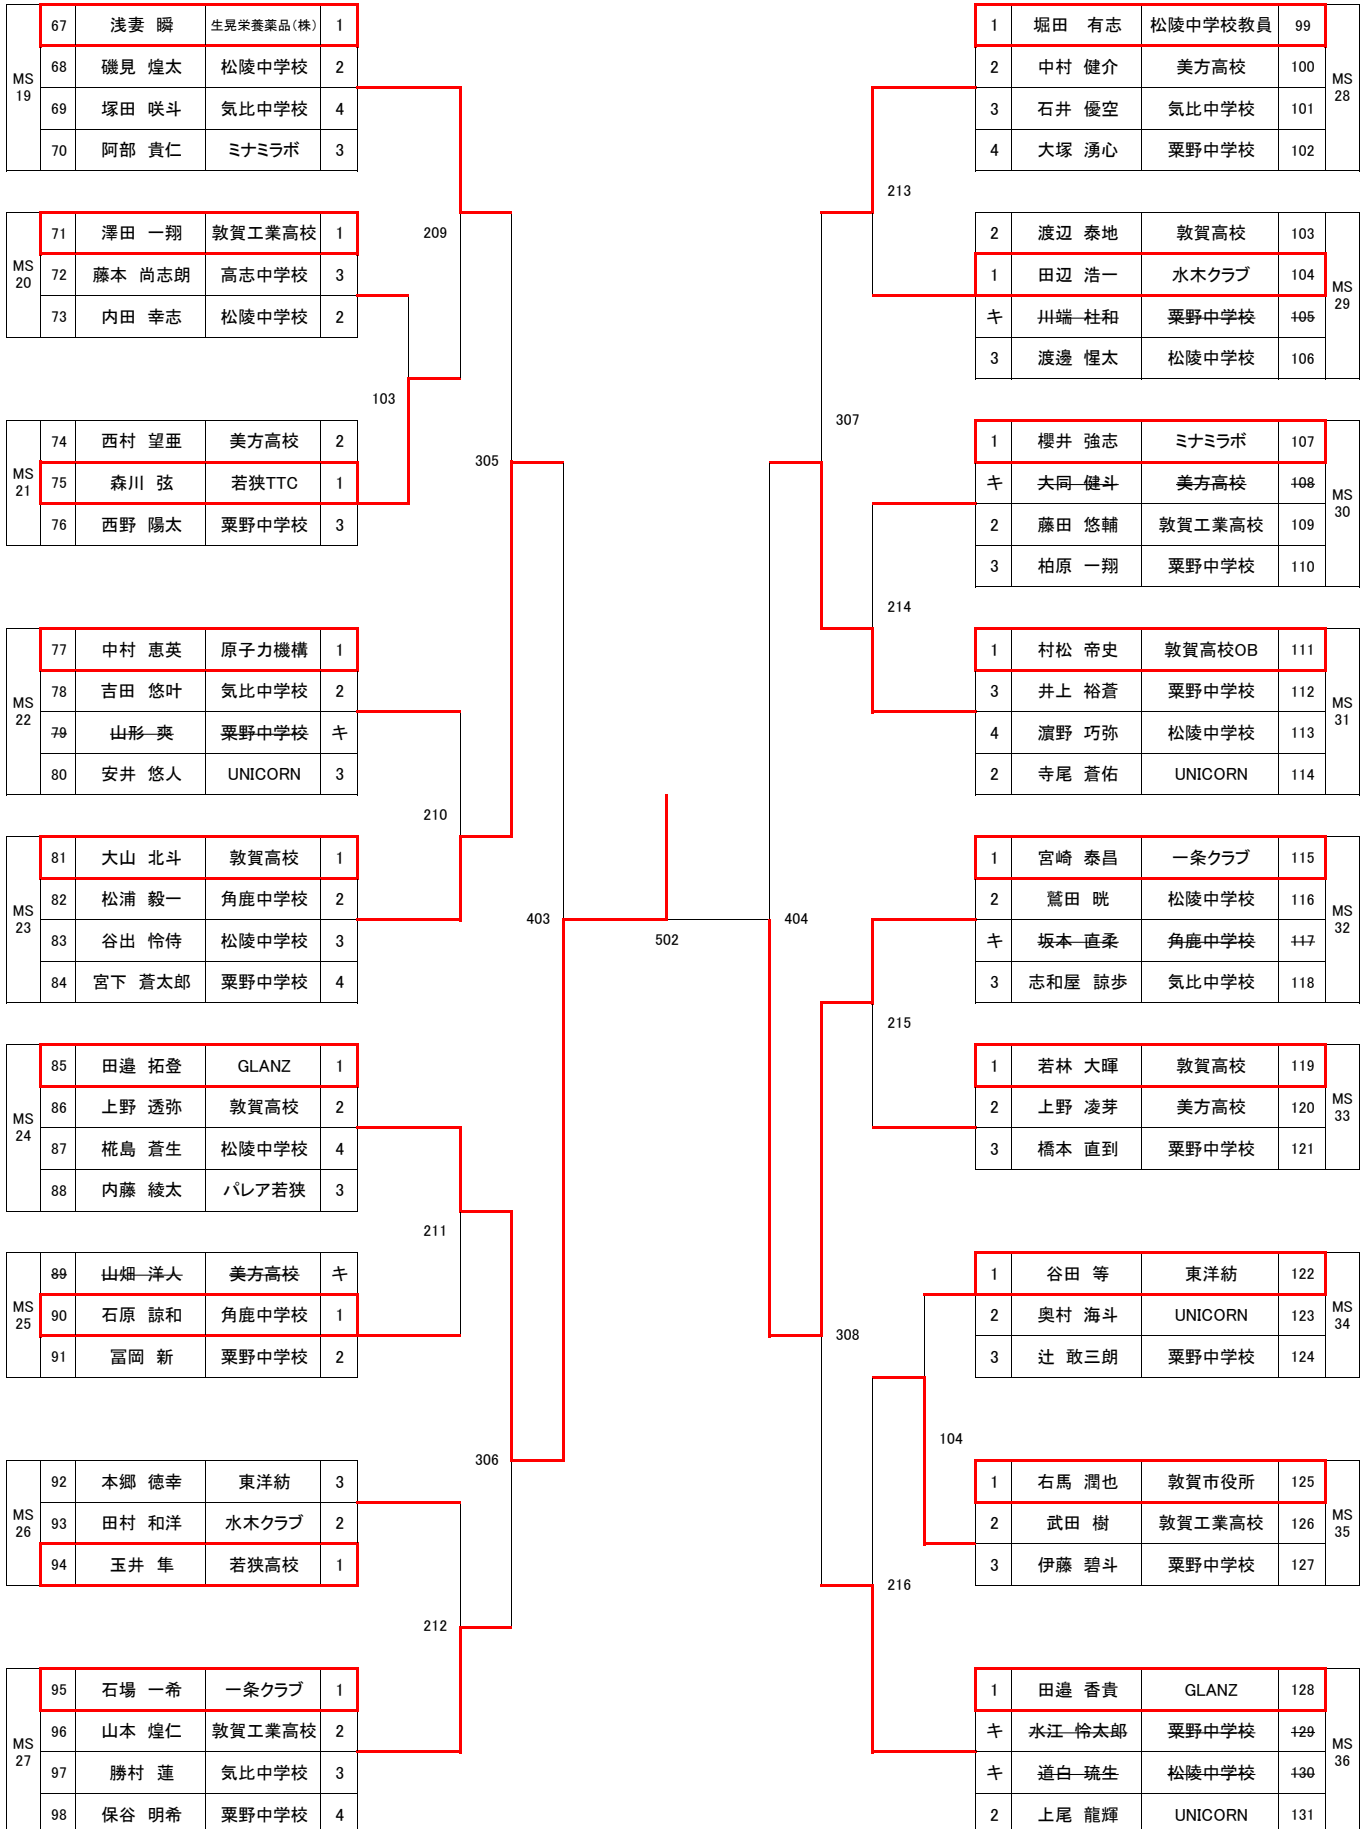 MS 19
67 浅妻 瞬 生晃栄養薬品(株) 1
68 磯見 煌太 松陵中学校 2
69 塚田 咲斗 気比中学校 4
70 阿部 貴仁 ミナミラボ 3
MS 20
71 澤田 一翔 敦賀工業高校 1
72 藤本 尚志朗 高志中学校 3
73 内田 幸志 松陵中学校 2
MS 21
74 西村 望亜 美方高校 2
75 森川 弦 若狭TTC 1
76 西野 陽太 粟野中学校 3
MS 22
77 中村 恵英 原子力機構 1
78 吉田 悠叶 気比中学校 2
79 山形 爽 粟野中学校 キ
80 安井 悠人 UNICORN 3
MS 23
81 大山 北斗 敦賀高校 1
82 松浦 毅一 角鹿中学校 2
83 谷出 怜侍 松陵中学校 3
84 宮下 蒼太郎 粟野中学校 4
MS 24
85 田邉 拓登 GLANZ 1
86 上野 透弥 敦賀高校 2
87 椛島 蒼生 松陵中学校 4
88 内藤 綾太 パレア若狭 3
MS 25
89 山畑 洋人 美方高校 キ
90 石原 諒和 角鹿中学校 1
91 冨岡 新 粟野中学校 2
MS 26
92 本郷 徳幸 東洋紡 3
93 田村 和洋 水木クラブ 2
94 玉井 隼 若狭高校 1
MS 27
95 石場 一希 一条クラブ 1
96 山本 煌仁 敦賀工業高校 2
97 勝村 蓮 気比中学校 3
98 保谷 明希 粟野中学校 4
209
103
305
210
403
211
306
212
502
213
307
214
404
215
308
104
216
1 堀田 有志 松陵中学校教員 99
2 中村 健介 美方高校 100
3 石井 優空 気比中学校 101
4 大塚 湧心 粟野中学校 102
MS 28
2 渡辺 泰地 敦賀高校 103
1 田辺 浩一 水木クラブ 104
キ 川端 杜和 粟野中学校 105
3 渡邊 惺太 松陵中学校 106
MS 29
1 櫻井 強志 ミナミラボ 107
キ 大同 健斗 美方高校 108
2 藤田 悠輔 敦賀工業高校 109
3 柏原 一翔 粟野中学校 110
MS 30
1 村松 帝史 敦賀高校OB 111
3 井上 裕蒼 粟野中学校 112
4 濵野 巧弥 松陵中学校 113
2 寺尾 蒼佑 UNICORN 114
MS 31
1 宮崎 泰昌 一条クラブ 115
2 鷲田 晄 松陵中学校 116
キ 坂本 直柔 角鹿中学校 117
3 志和屋 諒歩 気比中学校 118
MS 32
1 若林 大暉 敦賀高校 119
2 上野 凌芽 美方高校 120
3 橋本 直到 粟野中学校 121
MS 33
1 谷田 等 東洋紡 122
2 奥村 海斗 UNICORN 123
3 辻 敢三朗 粟野中学校 124
MS 34
1 右馬 潤也 敦賀市役所 125
2 武田 樹 敦賀工業高校 126
3 伊藤 碧斗 粟野中学校 127
MS 35
1 田邉 香貴 GLANZ 128
キ 水江 怜太郎 粟野中学校 129
キ 道白 琉生 松陵中学校 130
2 上尾 龍輝 UNICORN 131
MS 36